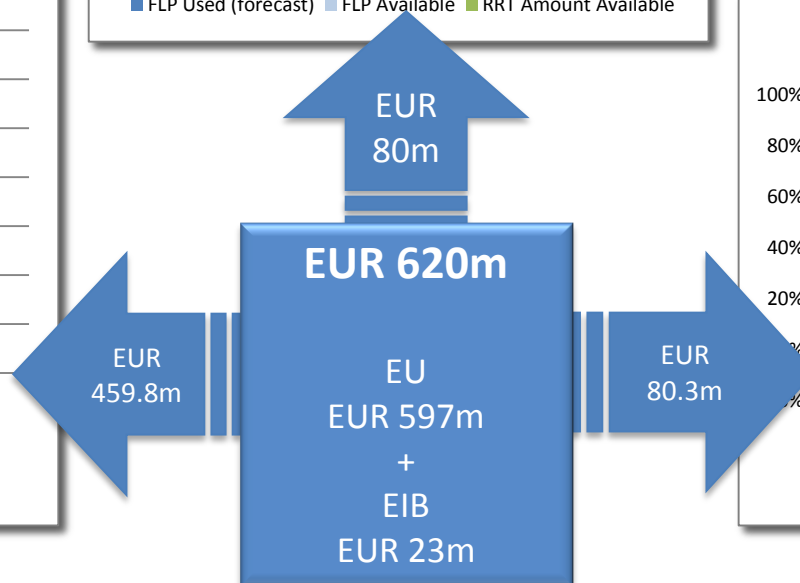 FLP Used (forecast) FLP Available RRT Amount Available
EUR
80m
100%
80%
60%
40%
20%
EUR 620m
EU
EUR 597m
+
EIB
EUR 23m
EUR
459.8m
EUR
80.3m